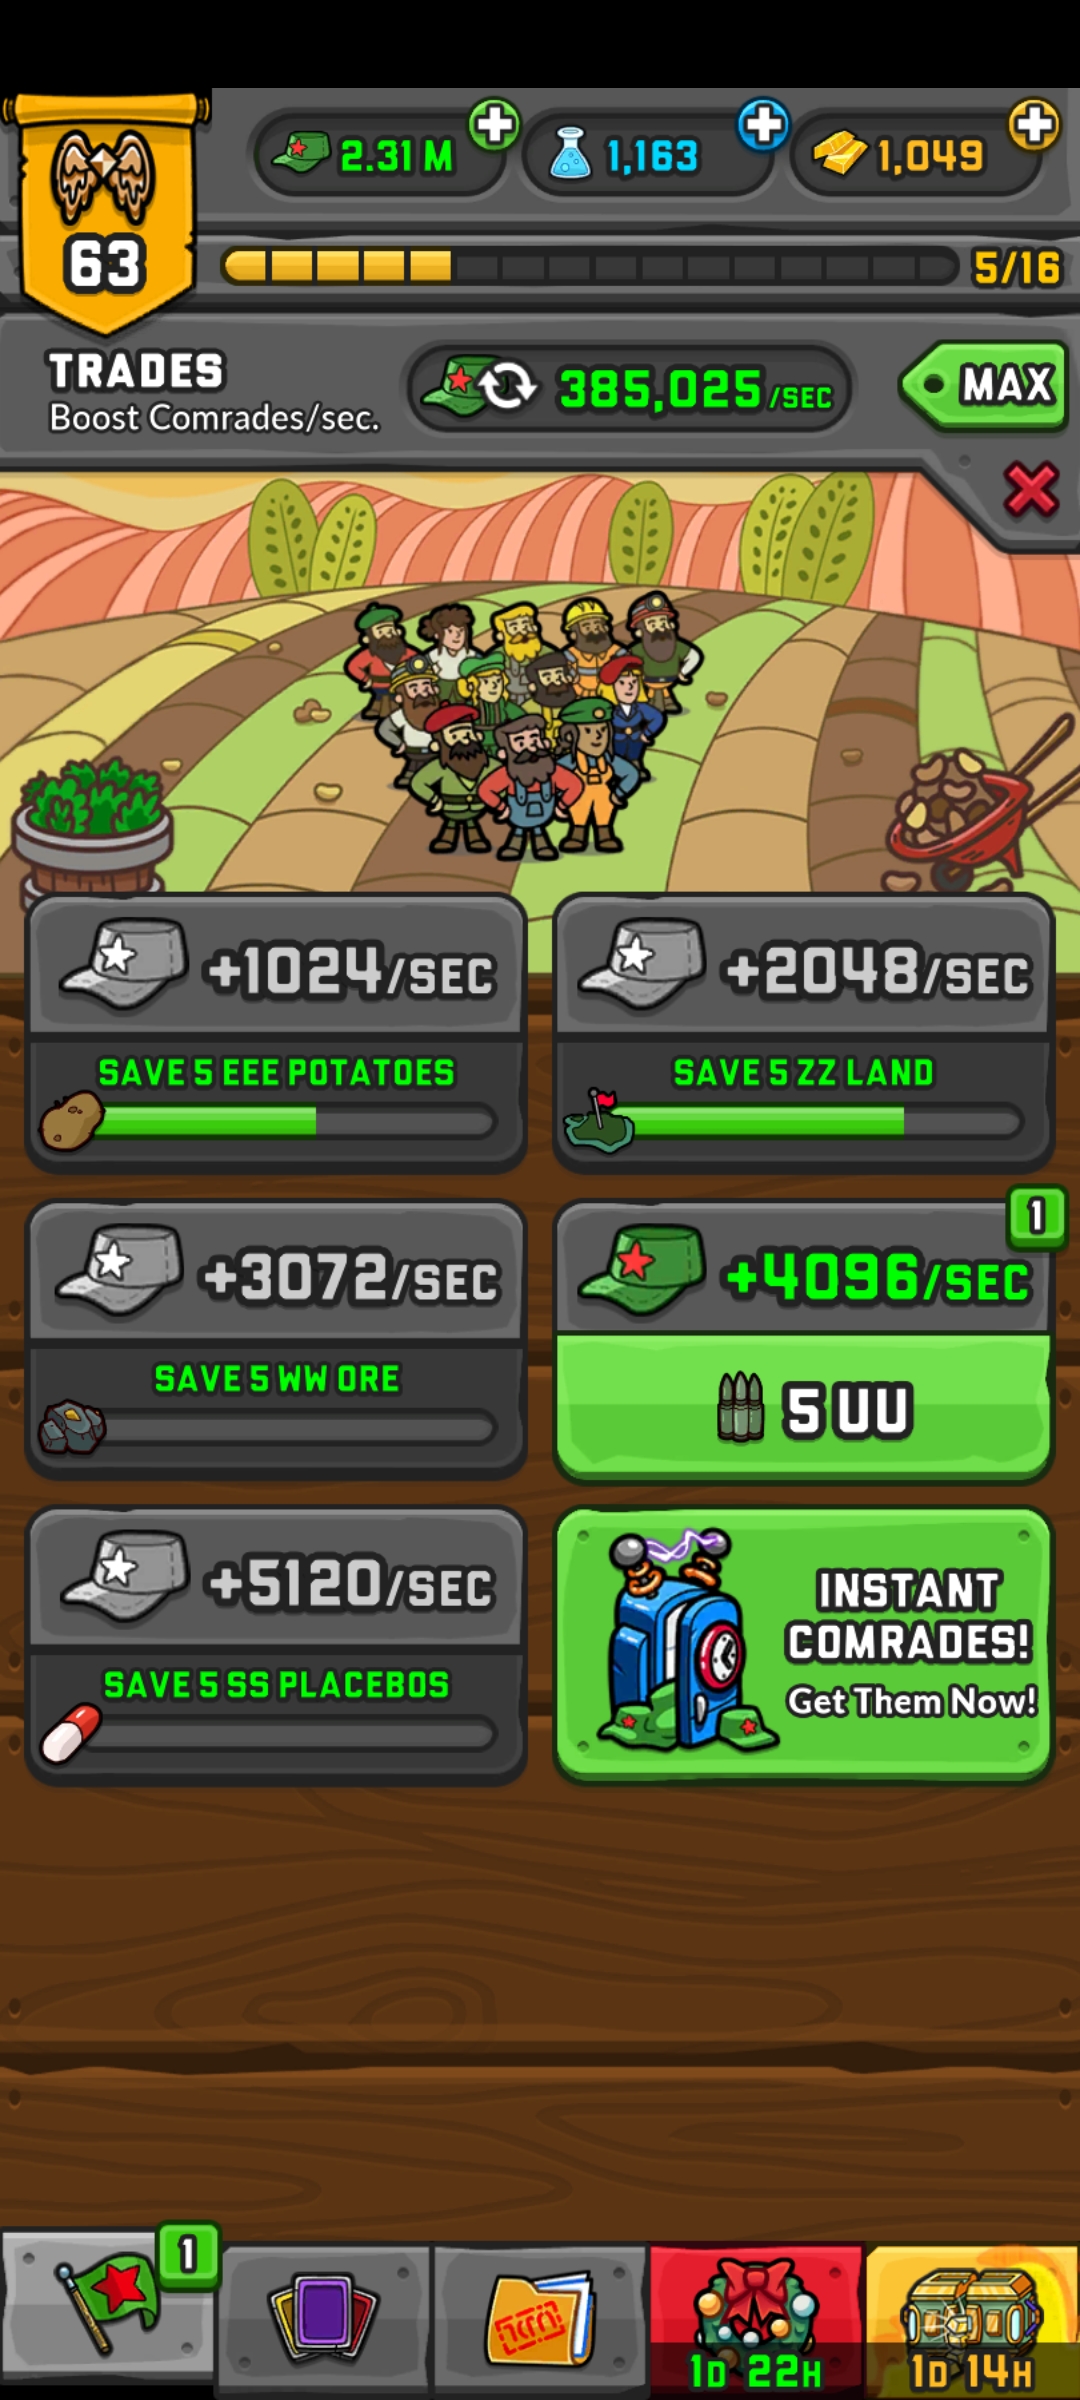 63
2.31 M
1,163
1,049
5/16
TRADES
Boost Comrades/sec.
385,025/SEC
MAX
+1024/SEC
SAVE 5 EEE POTATOES
+2048/SEC
SAVE 5 ZZ LAND
+3072/SEC
SAVE 5 WW ORE
1
+4096/SEC
5 UU
+5120/SEC
SAVE 5 SS PLACEBOS
INSTANT
COMRADES!
Get Them Now!
1
1D 22H
1D 14H